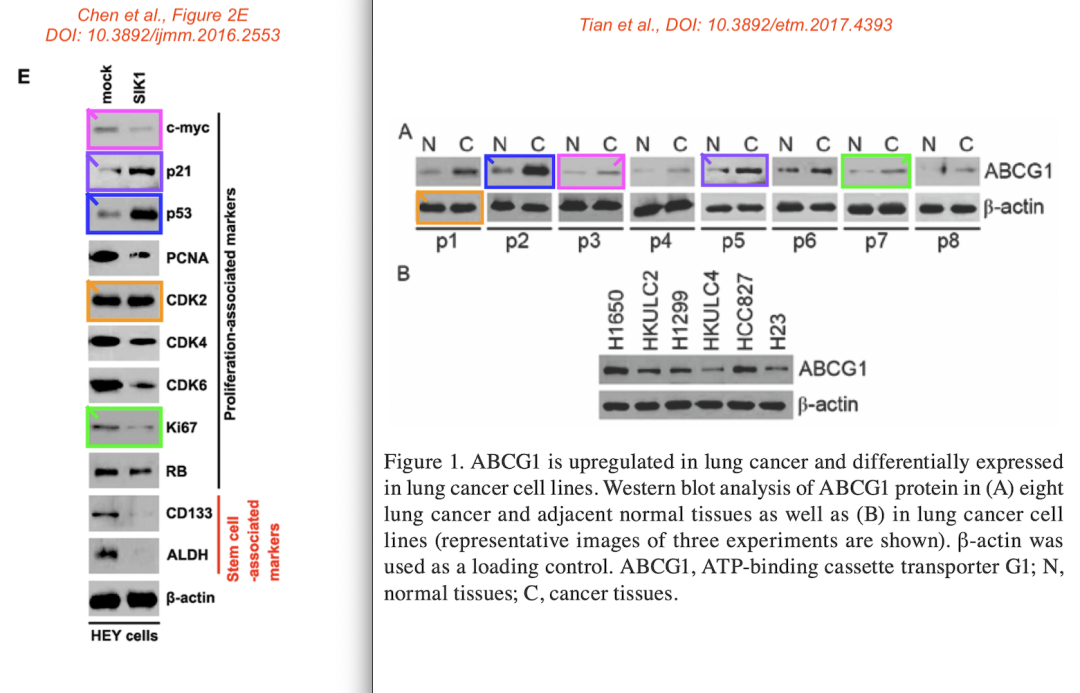 Chen et al., Figure 2E
DOI: 10.3892/ijmm.2016.2553
E
mock
SIK1
c-myc
p21
p53
PCNA
CDK2
CDK4
CDK6
Ki67
RB
CD133
ALDH
β-actin
HEY cells
Proliferation-associated markers
Stem cell
-associated
markers
Tian et al., DOI: 10.3892/etm.2017.4393
A
N C N C N C N C N C N C N C N C
ABCG1
β-actin
p1 p2 p3 p4 p5 p6 p7 p8
B
H1650
HKULC2
H1299
HKULC4
HCC827
H23
ABCG1
β-actin
Figure 1. ABCG1 is upregulated in lung cancer and differentially expressed
in lung cancer cell lines. Western blot analysis of ABCG1 protein in (A) eight
lung cancer and adjacent normal tissues as well as (B) in lung cancer cell
lines (representative images of three experiments are shown). β-actin was
used as a loading control. ABCG1, ATP-binding cassette transporter G1; N,
normal tissues; C, cancer tissues.